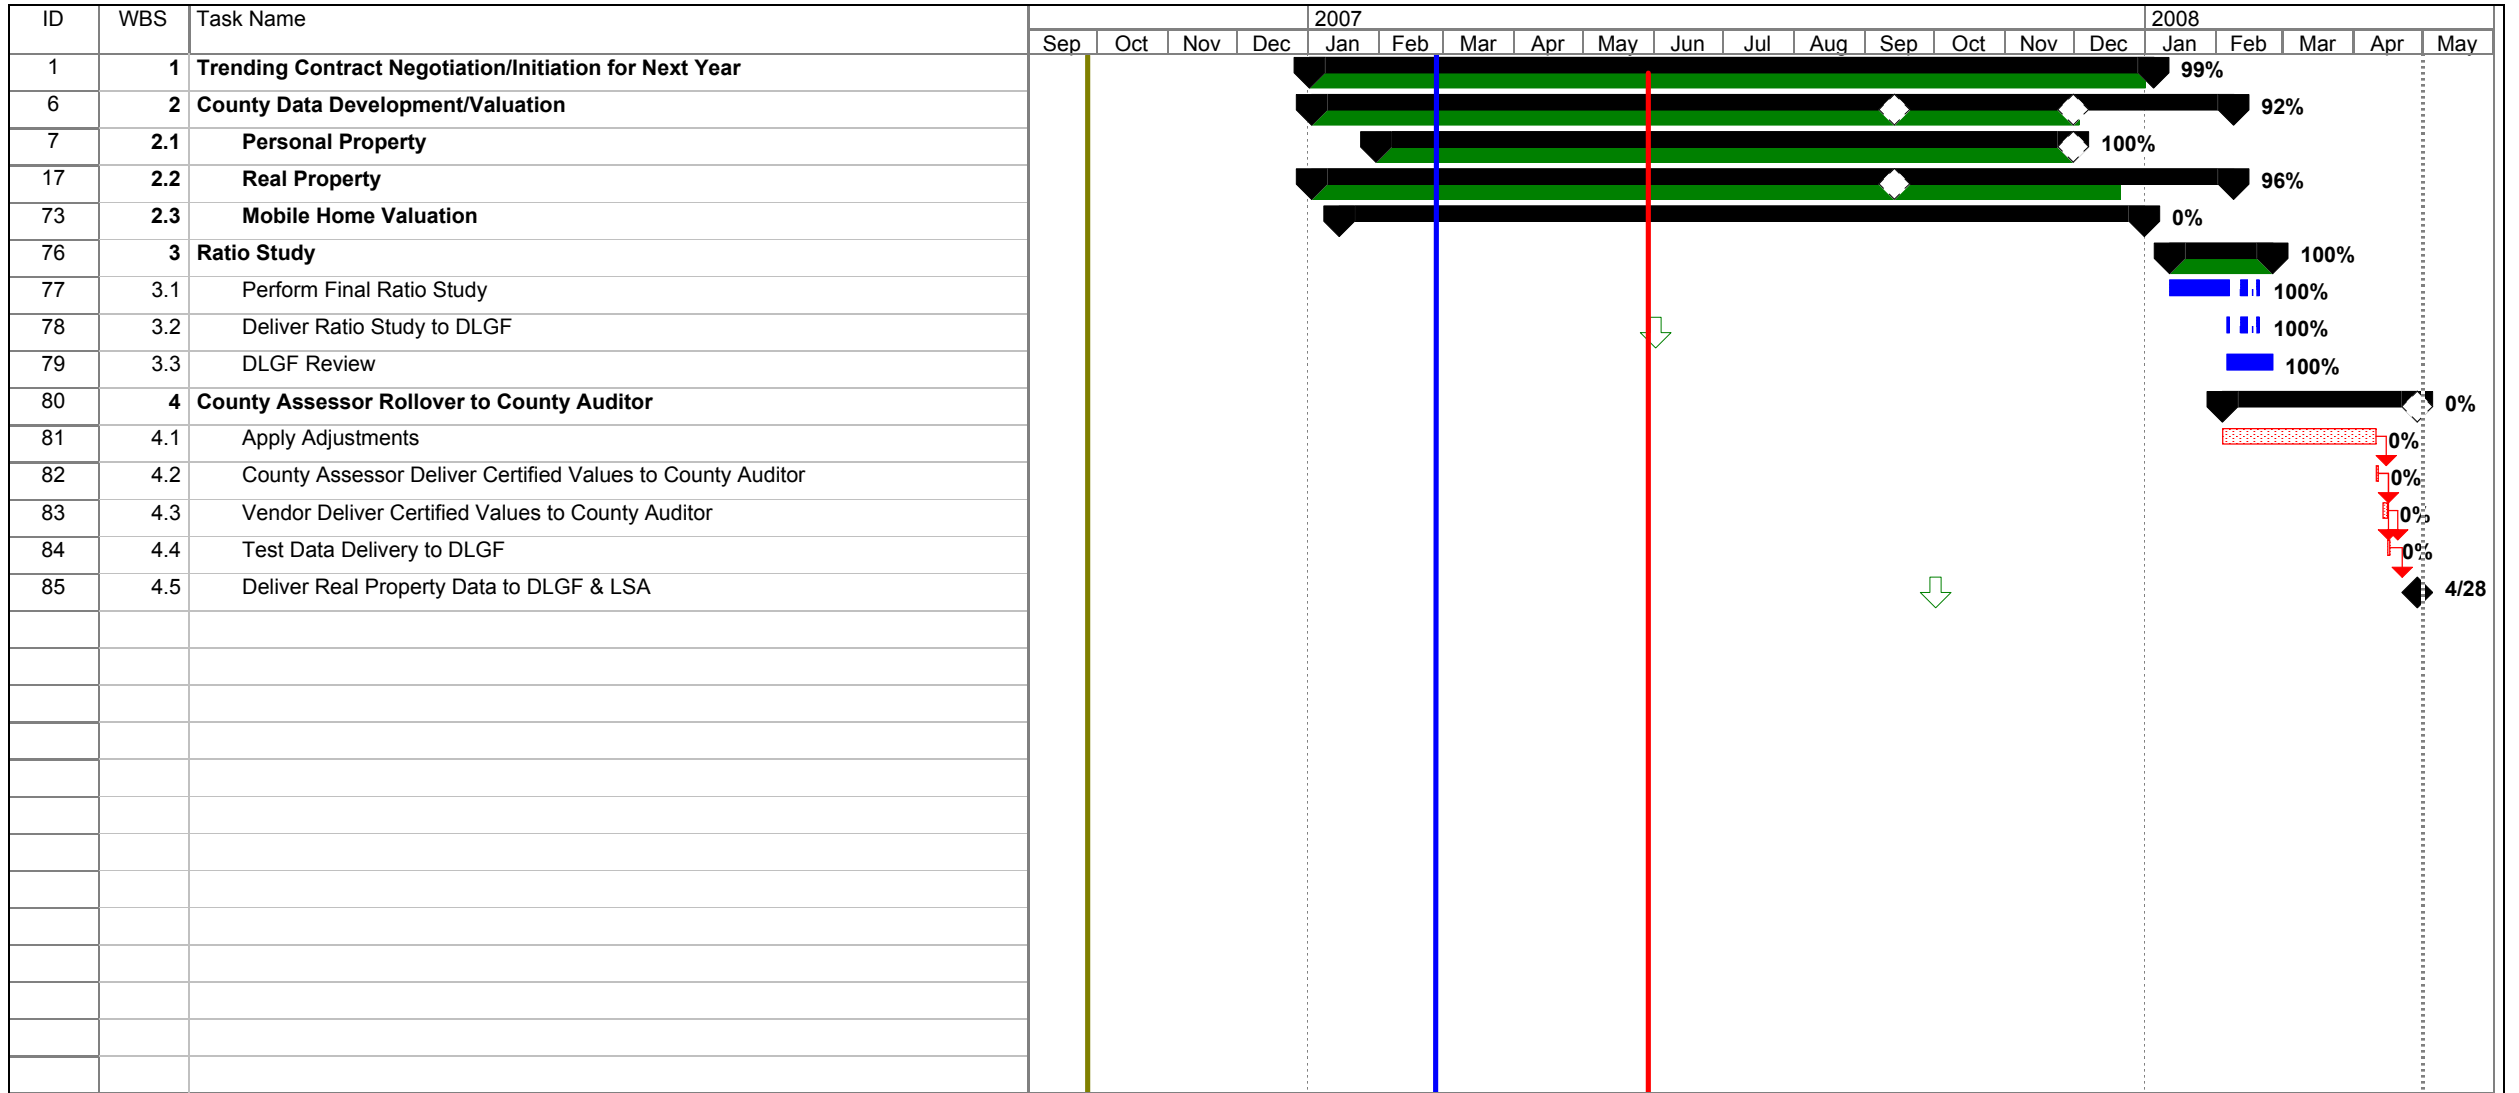 ID WBS Task Name 2007 2008
Sep Oct Nov Dec Jan Feb Mar Apr May Jun Jul Aug Sep Oct Nov Dec Jan Feb Mar Apr May
1 1 Trending Contract Negotiation/Initiation for Next Year 99%
6 2 County Data Development/Valuation 92%
7 2.1 Personal Property 100%
17 2.2 Real Property 96%
73 2.3 Mobile Home Valuation 0%
76 3 Ratio Study 100%
77 3.1 Perform Final Ratio Study 100%
78 3.2 Deliver Ratio Study to DLGF 100%
79 3.3 DLGF Review 100%
80 4 County Assessor Rollover to County Auditor 0%
81 4.1 Apply Adjustments 0%
82 4.2 County Assessor Deliver Certified Values to County Auditor 0%
83 4.3 Vendor Deliver Certified Values to County Auditor 0%
84 4.4 Test Data Delivery to DLGF 0%
85 4.5 Deliver Real Property Data to DLGF & LSA 4/28